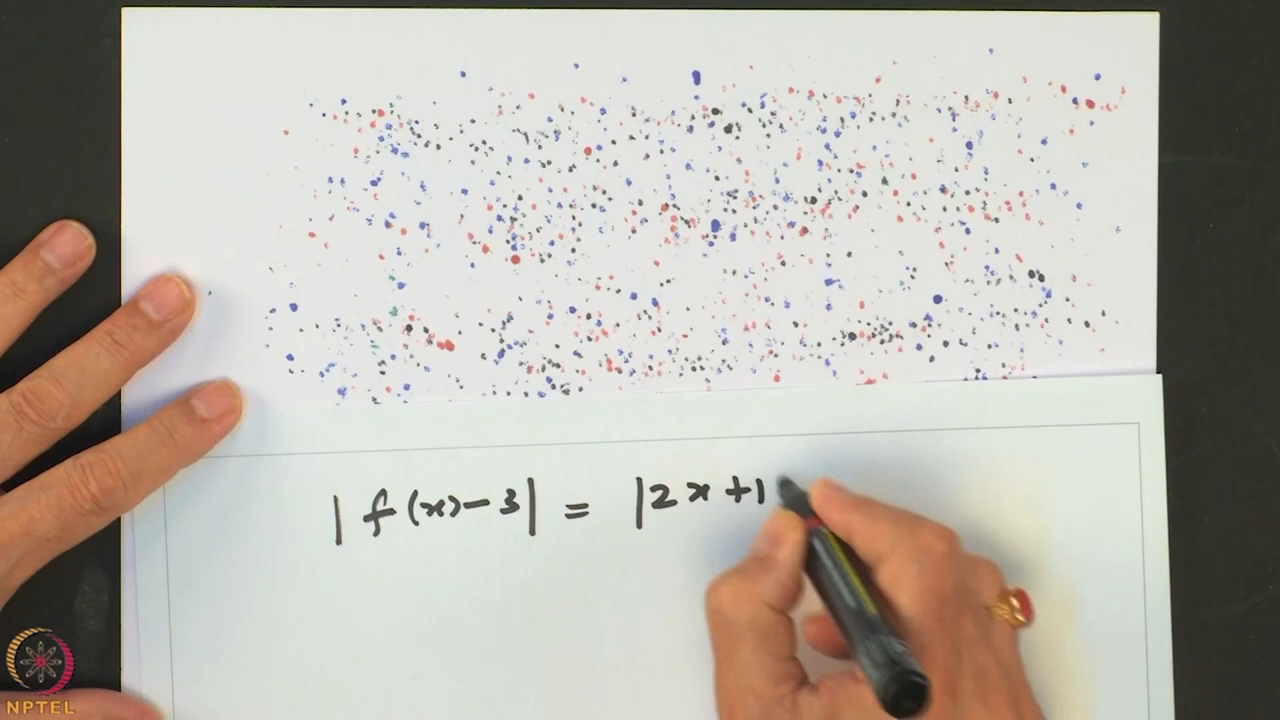 | f(x)-3| = |2x+1
NPTEL